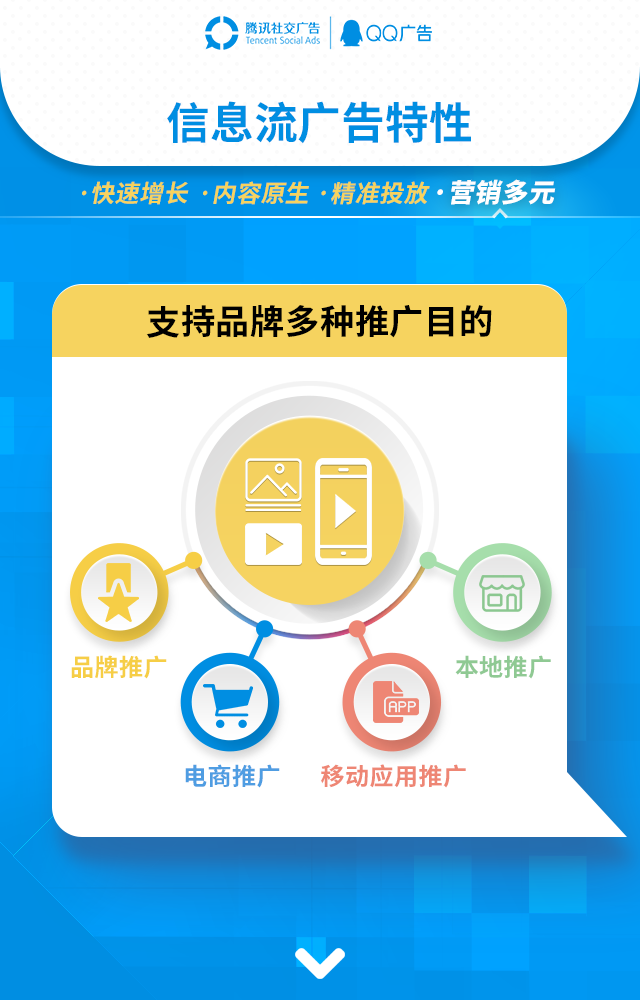 腾讯社交广告
Tencent Social Ads
QQ广告
信息流广告特性
·快速增长 ·内容原生 ·精准投放 ·营销多元
支持品牌多种推广目的
品牌推广
本地推广
APP
电商推广
移动应用推广